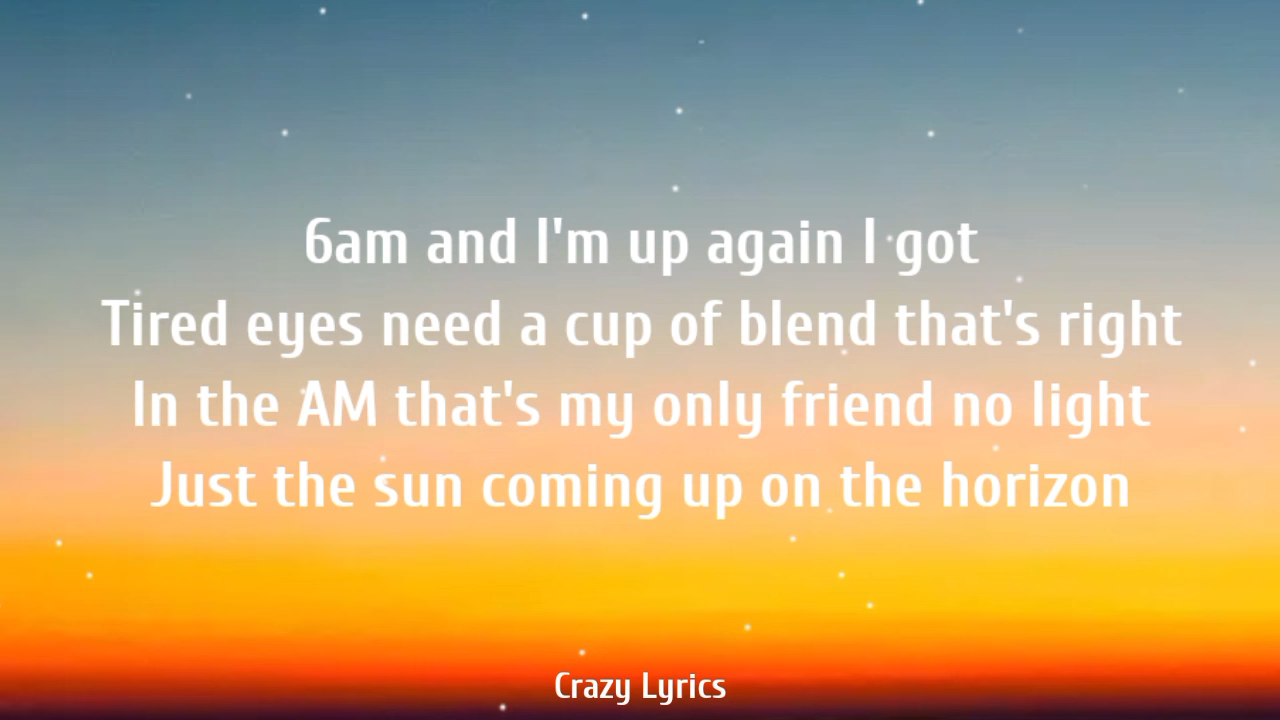 6am and I'm up again I got
Tired eyes need a cup of blend that's right
In the AM that's my only friend no light
Just the sun coming up on the horizon
Crazy Lyrics